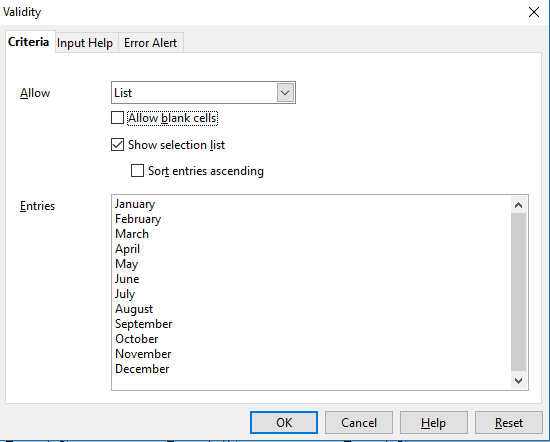 Validity
Criteria Input Help Error Alert
Allow List
Allow blank cells
Show selection list
Sort entries ascending
Entries January
February
March
April
May
June
July
August
September
October
November
December
OK Cancel Help Reset